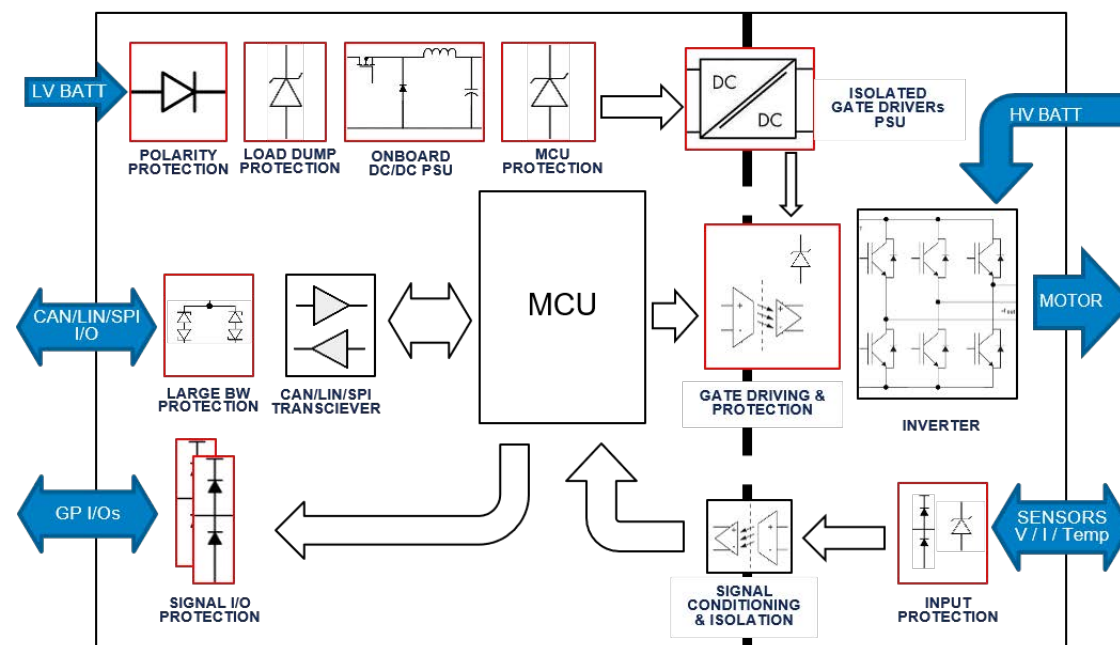 LV BATT
POLARITY
PROTECTION
LOAD DUMP
PROTECTION
ONBOARD
DC/DC PSU
MCU
PROTECTION
DC
DC
ISOLATED
GATE DRIVERs
PSU
HV BATT
CAN/LIN/SPI
I/O
LARGE BW
PROTECTION
CAN/LIN/SPI
TRANSCIEVER
MCU
GATE DRIVING &
PROTECTION
INVERTER
MOTOR
GP I/Os
SIGNAL I/O
PROTECTION
SIGNAL
CONDITIONING
& ISOLATION
INPUT
PROTECTION
SENSORS
V / I / Temp